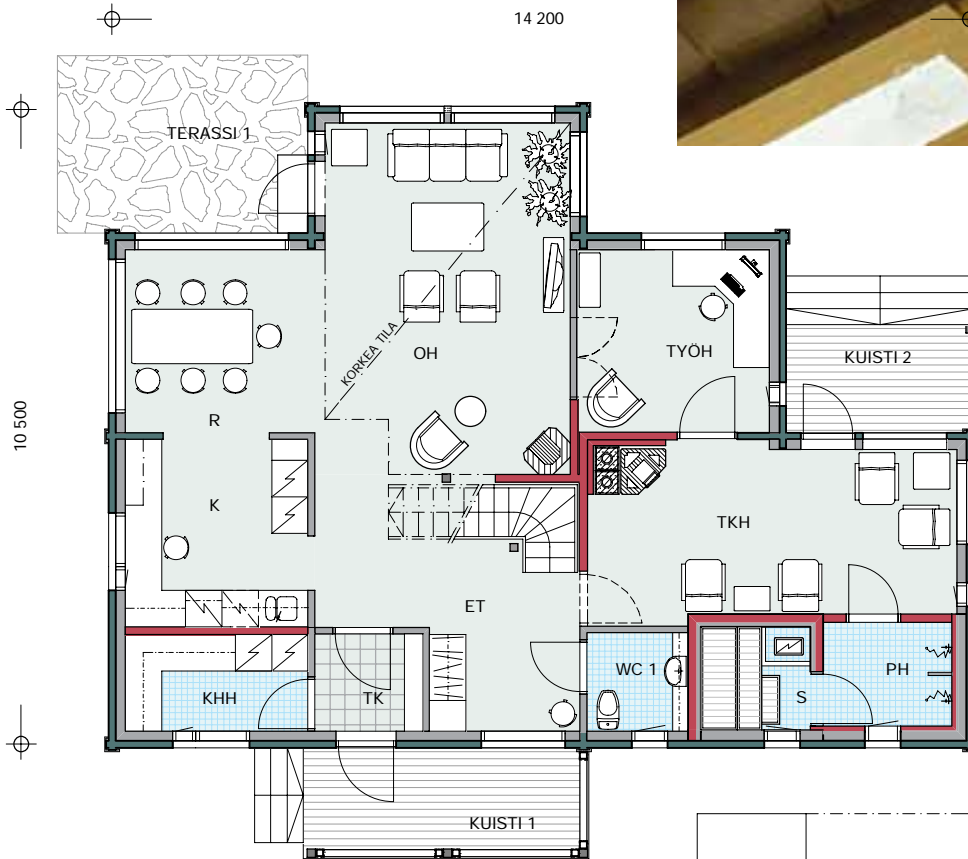 14 200
TERASSI 1
KORKEA TILA
OH
TYÖH
KUISTI 2
10 500
R
K
TKH
ET
WC 1
PH
KHH
TK
S
KUISTI 1